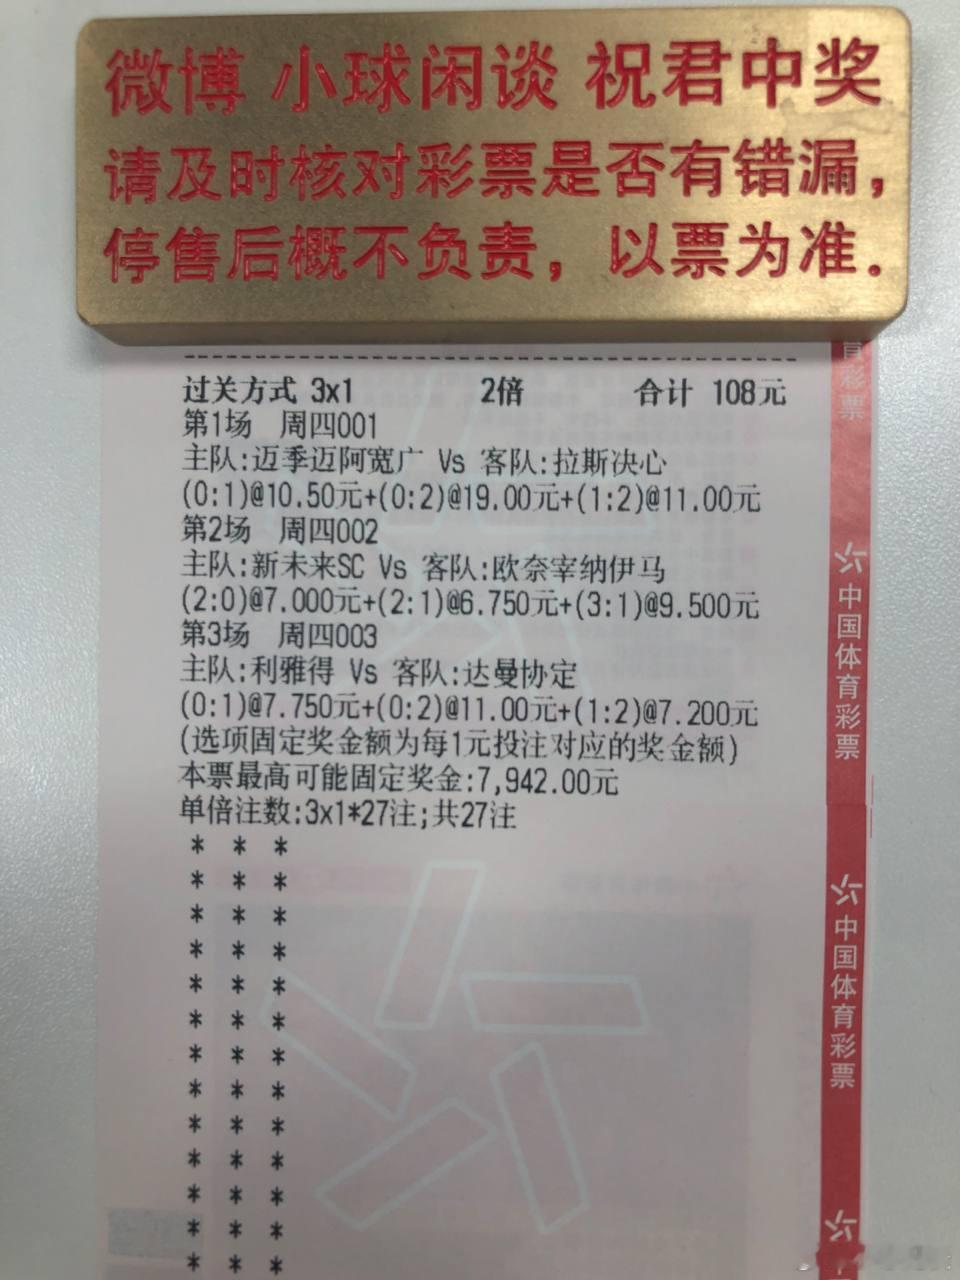 微博 小球闲谈 祝君中奖
请及时核对彩票是否有错漏，
停售后概不负责，以票为准.
过关方式 3x1 2倍 合计 108元
第1场 周四001
主队:迈季迈阿宽广 Vs 客队:拉斯决心
(0:1)@10.50元+(0:2)@19.00元+(1:2)@11.00元
第2场 周四002
主队:新未来SC Vs 客队:欧奈宰纳伊马
(2:0)@7.000元+(2:1)@6.750元+(3:1)@9.500元
第3场 周四003
主队:利雅得 Vs 客队:达曼协定
(0:1)@7.750元+(0:2)@11.00元+(1:2)@7.200元
(选项固定奖金额为每1元投注对应的奖金额)
本票最高可能固定奖金:7,942.00元
单倍注数:3x1*27注;共27注
* * *
* * *
* * *
* * *
* * *
* * *
* * *
* * *
* * *
* * *
* * *
* * *
* * *
育彩票
中国体育彩票
中国体育彩票